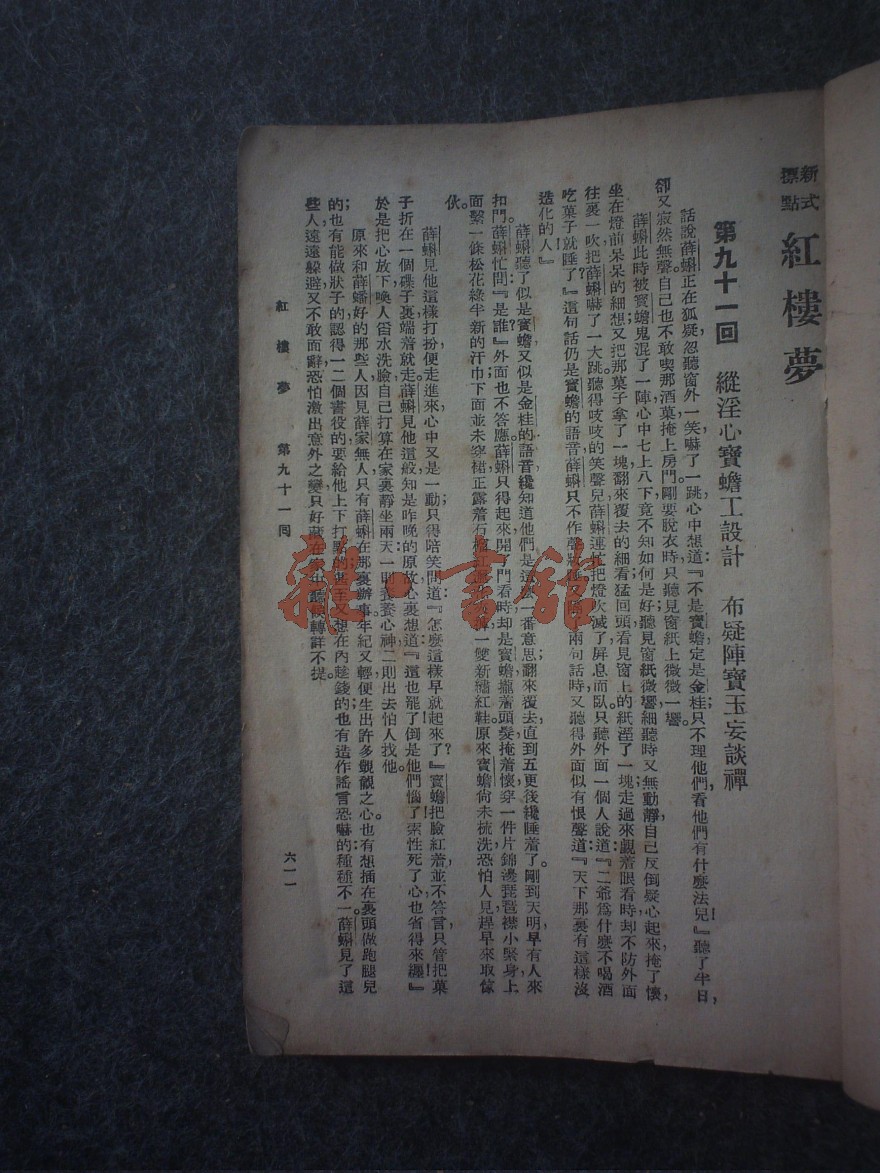 新式標點 紅樓夢
第九十一回 縱淫心寶蟾工設計 布疑陣寶玉妄談禪
話說薛蝌正在狐疑，忽聽窗外一笑，嚇了一跳，心中想道：『不是寶蟾，定是金桂；只不理他們，看他們有什麼法兒！』聽了半日，
卻又寂然無聲。自己也不敢喫那酒菓，掩上房門。剛要脫衣時，只聽見窗紙上微微一響。
薛蝌此時被寶蟾鬼混了一陣，心中七上八下，竟不知如何是好。聽見窗紙微響，細聽時又無動靜，自己反倒疑心起來，掩了懷，
坐在燈前，呆呆的細想；又把那菓子拿了一塊，翻來覆去的細看。猛回頭，看見窗上的紙溼了一塊，走過來覷着眼看時，却不防外面
往裏一吹，把薛蝌嚇了一大跳。聽得吱吱的笑聲兒，薛蝌連忙把燈吹滅了，屏息而臥。只聽外面一個人說道：『二爺爲什麼不喝酒
吃菓子就睡了？』這句話仍是寶蟾的語音。薛蝌只不作聲 兩句話時，又聽得外面似有恨聲道：『天下那裏有這樣沒
造化的人！』
薛蝌聽了，似是寶蟾，又似是金桂的語音，纔知道他們是這 一番意思；翻來覆去，直到五更後，纔睡着了。剛到天明，早有人來
扣門。薛蝌忙問：『是誰？』外面也不答應。薛蝌只得起來，開了門看時，却是寶蟾，攏着頭髮，掩着懷，穿一件片錦邊琵琶襟小緊身，上
面繫一條松花綠半新的汗巾；下面並未穿裙，正露着石榴紅 一雙新繡紅鞋。原來寶蟾尚未梳洗，恐怕人見，趕早來取傢
伙。
薛蝌見他這樣打扮，便走進來，心中又是一動，只得陪笑問道：『怎麼這樣早就起來了？』寶蟾把臉紅着，並不答言，只管把菓
子折在一個碟子裏，端着就走。薛蝌見他這般，知是昨晚的原故，心裏想道：『這也罷了。倒是他們惱了，索性死了心，也省得來纏！』
於是把心放下，喚人舀水洗臉，自己打算在家裏靜坐兩天：一則養養心神，二則出去怕人找他。
原來和薛蟠好的那些人，因見薛家無人，只有薛蝌在那裏辦事，年紀又輕，便生出許多覬覦之心。也有想插在裏頭做跑腿兒
的；也有能做狀子的，認得一二個書役的，要給他上下打點的；甚至又想在內趁錢的；也有造作謠言恐嚇的：種種不一。薛蝌見了這
些人，遠遠躲避，又不敢面辭，恐怕激出意外之變，只好藏在家中聽候轉詳，不提。
紅樓夢 第九十一回
六一一
雜·書館